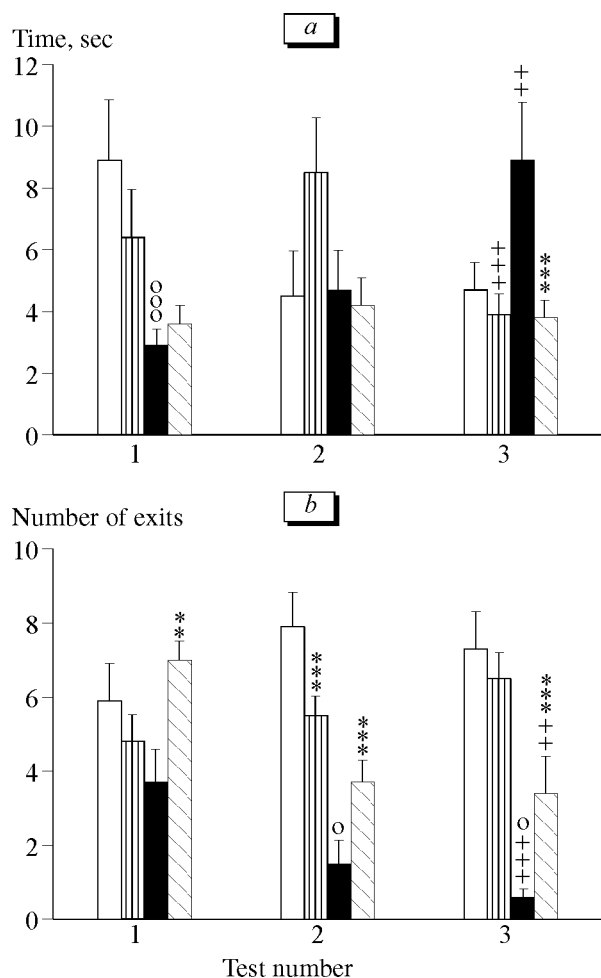 a
Time, sec
12
10
8
6
4
2
0
ooo
+++
++
***
1 2 3
b
Number of exits
10
8
6
4
2
0
**
***
o
***
o+++
***++
1 2 3
Test number